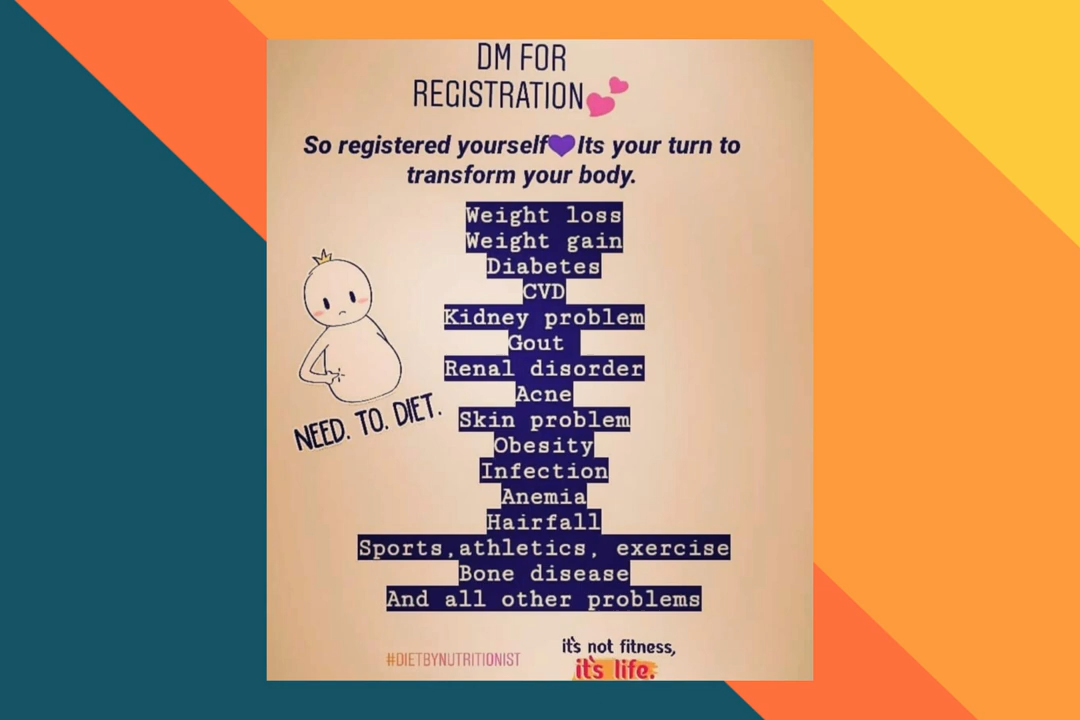 DM FOR
REGISTRATION💕
So registered yourself💜Its your turn to
transform your body.
Weight loss
Weight gain
Diabetes
CVD
Kidney problem
Gout
Renal disorder
Acne
Skin problem
Obesity
Infection
Anemia
Hairfall
Sports,athletics, exercise
Bone disease
And all other problems
NEED. TO. DIET.
#DIETBYNUTRITIONIST
it's not fitness,
it's life.